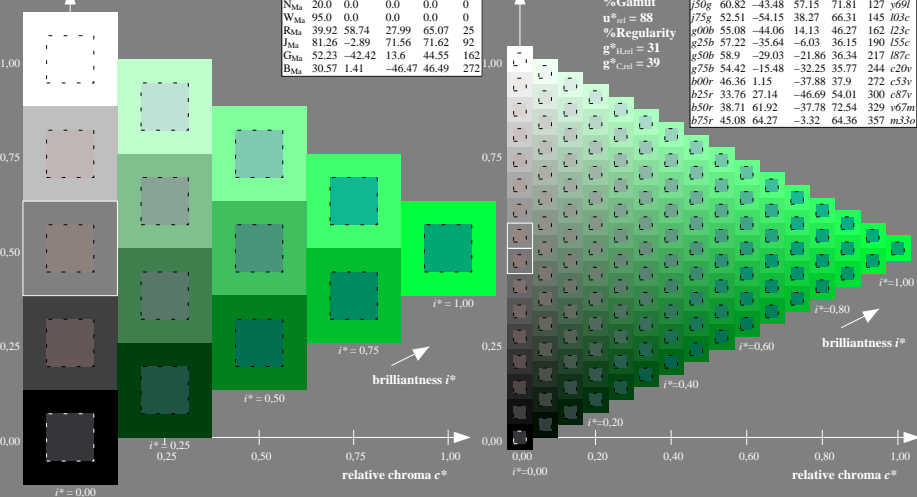 N_Ma 20.0 0.0 0.0 0.0 0
W_Ma 95.0 0.0 0.0 0.0 0
R_Ma 39.92 58.74 27.99 65.07 25
J_Ma 81.26 −2.89 71.56 71.62 92
G_Ma 52.23 −42.42 13.6 44.55 162
B_Ma 30.57 1.41 −46.47 46.49 272
1,00
0,75
0,50
0,25
0,00
i* = 1,00
i* = 0,75
brilliantness i*
i* = 0,50
i* = 0,25
0,25 0,50 0,75 1,00
relative chroma c*
i* = 0,00
%Gamut
u*rel = 88
%Regularity
g*H,rel = 31
g*C,rel = 39
j50g 60.82 −43.48 57.15 71.81 127 y69l
j75g 52.51 −54.15 38.27 66.31 145 l03c
g00b 55.08 −44.06 14.13 46.27 162 l23c
g25b 57.22 −35.64 −6.03 36.15 190 l55c
g50b 58.9 −29.03 −21.86 36.34 217 l87c
g75b 54.42 −15.48 −32.25 35.77 244 c20v
b00r 46.36 1.15 −37.88 37.9 272 c53v
b25r 33.76 27.14 −46.69 54.01 300 c87v
b50r 38.71 61.92 −37.78 72.54 329 v67m
b75r 45.08 64.27 −3.32 64.36 357 m33o
1,00
0,75
0,50
0,25
0,00
i*=1,00
i*=0,80
brilliantness i*
i*=0,60
i*=0,40
i*=0,20
0,00 0,20 0,40 0,60 0,80 1,00
i*=0,00
relative chroma c*